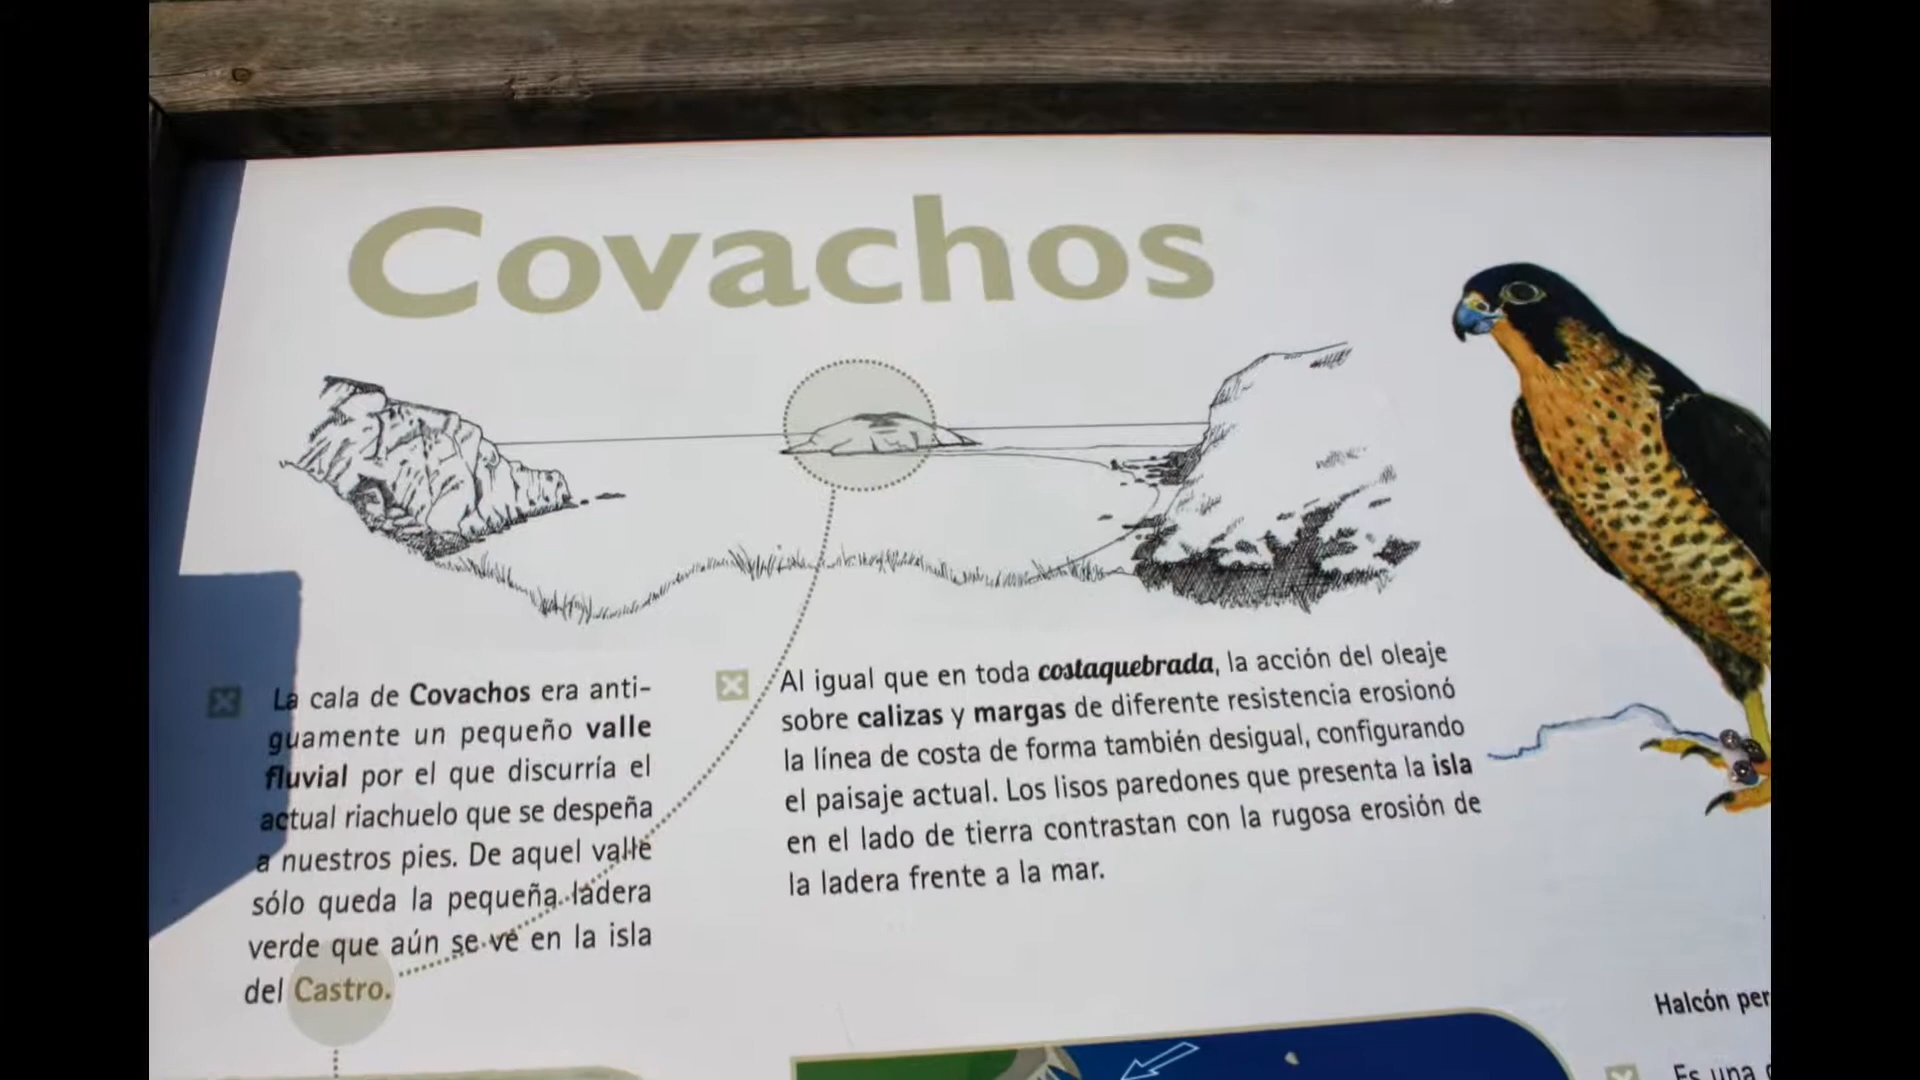 Covachos
La cala de Covachos era anti-
guamente un pequeño valle
fluvial por el que discurría el
actual riachuelo que se despeña
a nuestros pies. De aquel valle
sólo queda la pequeña ladera
verde que aún se ve en la isla
del Castro.
Al igual que en toda costaquebrada, la acción del oleaje
sobre calizas y margas de diferente resistencia erosionó
la línea de costa de forma también desigual, configurando
el paisaje actual. Los lisos paredones que presenta la isla
en el lado de tierra contrastan con la rugosa erosión de
la ladera frente a la mar.
Halcón per
Es una